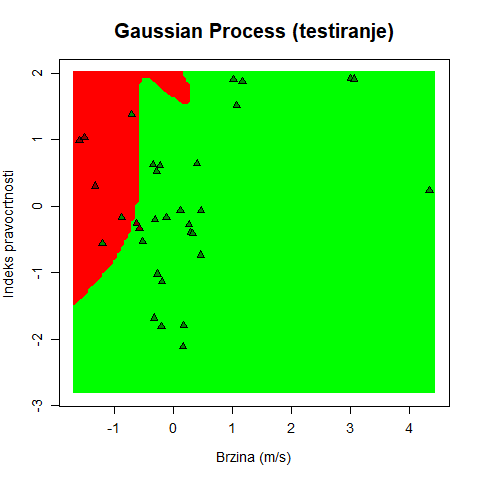 Gaussian Process (testiranje)
Indeks pravocrtnosti
2
1
0
-1
-2
-3
-1 0 1 2 3 4
Brzina (m/s)